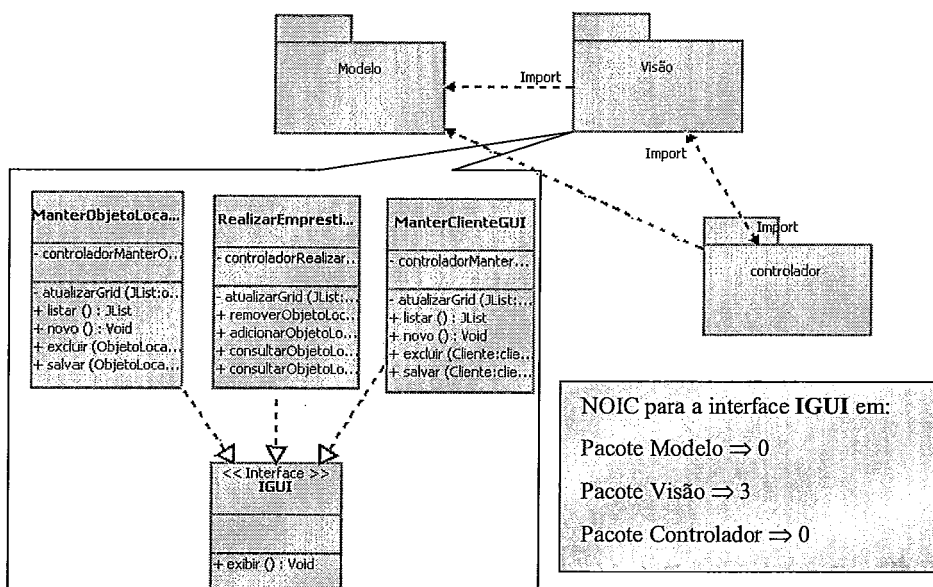 Modelo
Import
Visão
Import
Import
controlador
ManterObjetoLoca...
- controladorManterO...
- atualizarGrid (JList:o...
+ listar () : JList
+ novo () : Void
+ excluir (ObjetoLoca...
+ salvar (ObjetoLoca...
RealizarEmpresti...
- controladorRealizar...
- atualizarGrid (JList:...
+ removerObjetoLoc...
+ adicionarObjetoLo...
+ consultarObjetoLo...
+ consultarObjetoLo...
ManterClienteGUI
- controladorManter...
- atualizarGrid (JList:...
+ listar () : JList
+ novo () : Void
+ excluir (Cliente:clie...
+ salvar (Cliente:clie...
<< Interface >>
IGUI
+ exibir () : Void
NOIC para a interface IGUI em:
Pacote Modelo ⇒ 0
Pacote Visão ⇒ 3
Pacote Controlador ⇒ 0